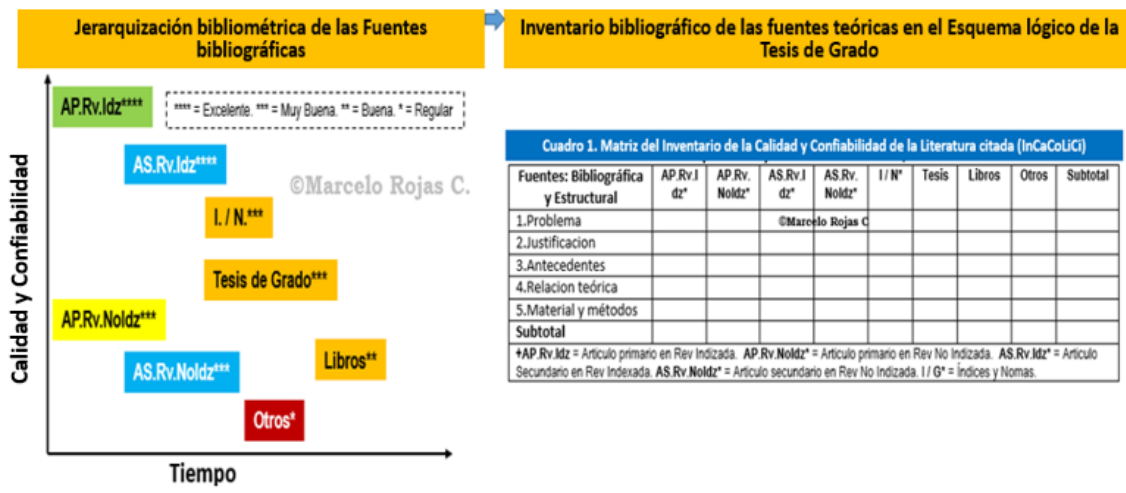 Jerarquización bibliométrica de las Fuentes
bibliográficas
Inventario bibliográfico de las fuentes teóricas en el Esquema lógico de la
Tesis de Grado
Calidad y Confiabilidad
AP.Rv.Idz****
**** = Excelente. *** = Muy Buena. ** = Buena. * = Regular
AS.Rv.Idz****
©Marcelo Rojas C.
I. / N.***
Tesis de Grado***
AP.Rv.NoIdz***
Libros**
AS.Rv.NoIdz***
Otros*
Tiempo
Cuadro 1. Matriz del Inventario de la Calidad y Confiabilidad de la Literatura citada (InCaCoLiCi)
Fuentes: Bibliográfica y Estructural AP.Rv.Idz* AP.Rv.NoIdz* AS.Rv.Idz* AS.Rv.NoIdz* I / N* Tesis Libros Otros Subtotal
1.Problema ©Marcelo Rojas C
2.Justificacion
3.Antecedentes
4.Relacion teórica
5.Material y métodos
Subtotal
+AP.Rv.Idz = Articulo primario en Rev Indizada. AP.Rv.NoIdz* = Articulo primario en Rev No Indizada. AS.Rv.Idz* = Articulo
Secundario en Rev Indexada. AS.Rv.NoIdz* = Articulo secundario en Rev No Indizada. I / G* = Índices y Nomas.